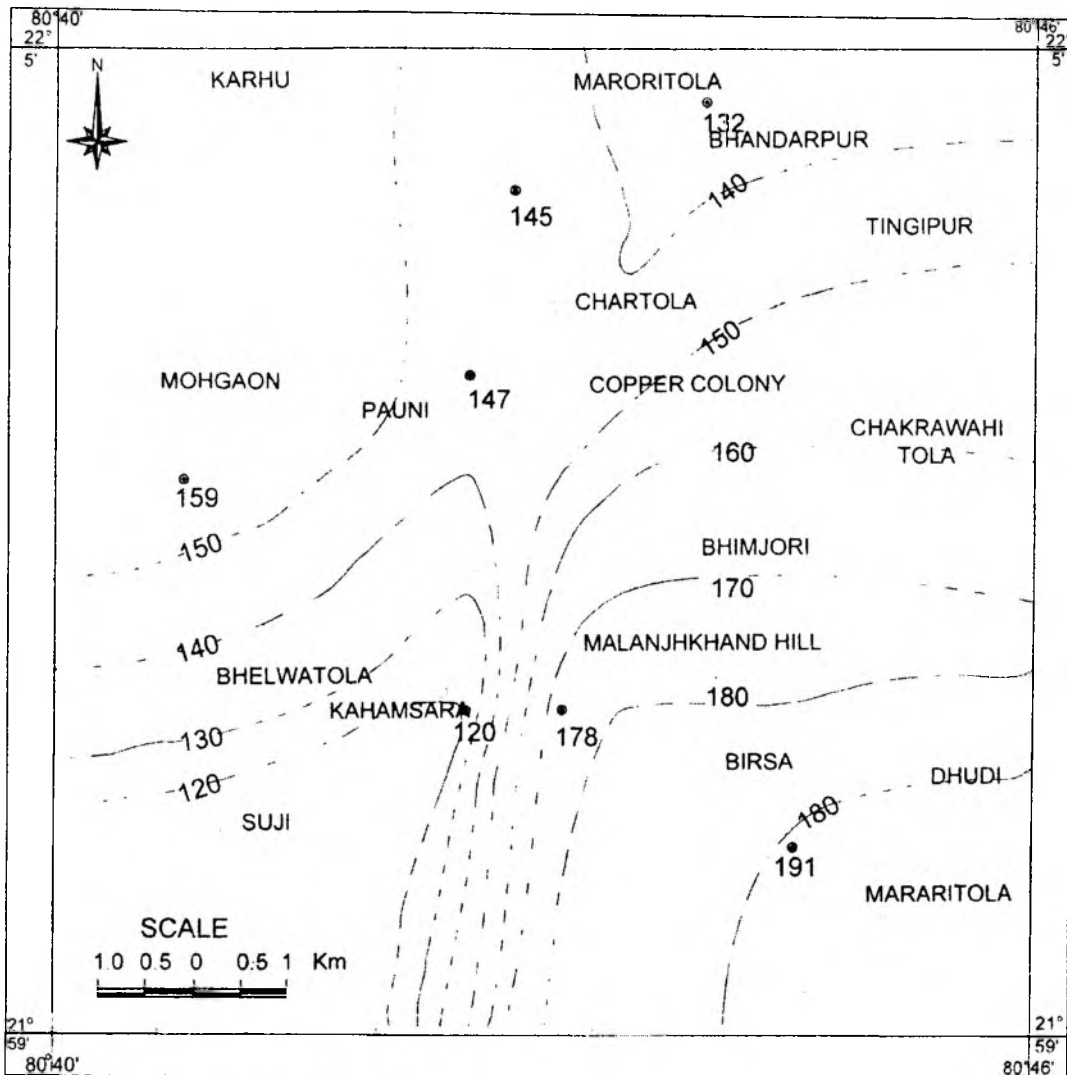 80°40'
80°46'
22°
5'
22°
5'
N
KARHU
MARORITOLA
132
BHANDARPUR
140
145
TINGIPUR
CHARTOLA
150
MOHGAON
147
COPPER COLONY
PAUNI
CHAKRAWAHI
TOLA
160
159
150
BHIMJORI
170
140
MALANJHKHAND HILL
BHELWATOLA
180
KAHAMSARA
120
178
130
BIRSA
DHUDI
120
SUJI
180
191
MARARITOLA
SCALE
1.0 0.5 0 0.5 1 Km
21°
59'
21°
59'
80°40'
80°46'